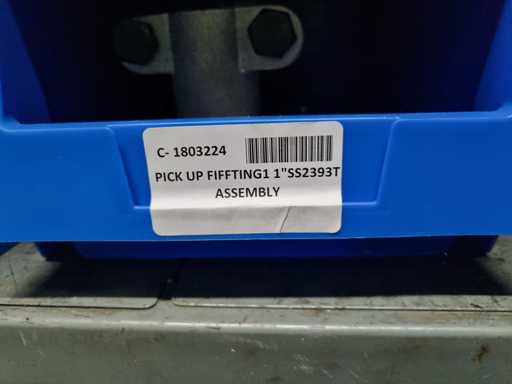 C- 1803224
PICK UP FIFFTING1 1"SS2393T
ASSEMBLY